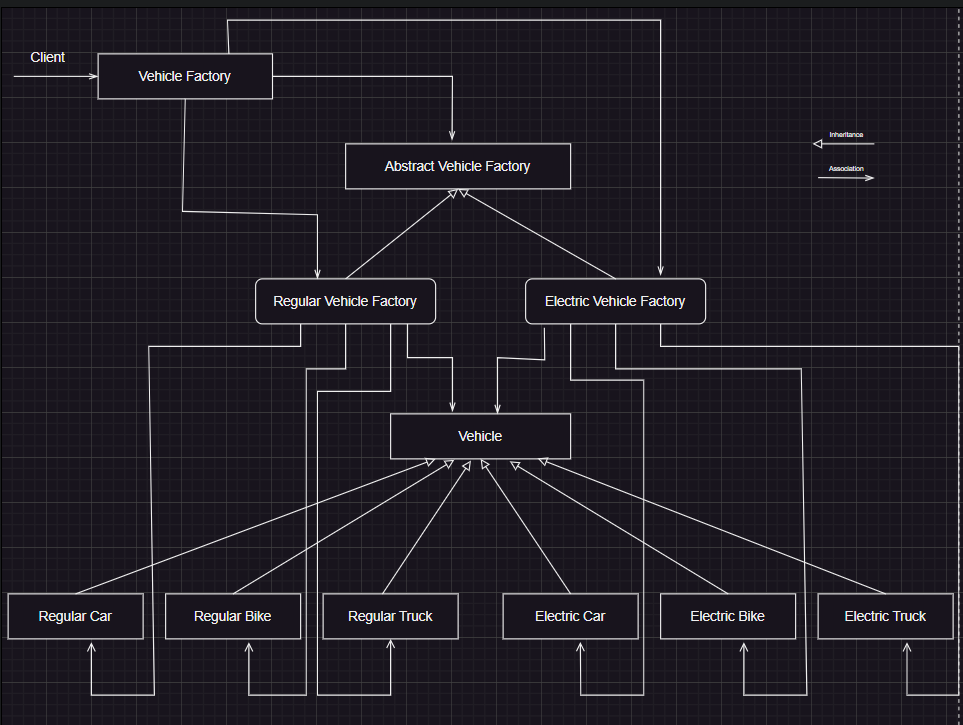 Client
Vehicle Factory
Inheritance
Abstract Vehicle Factory
Association
Regular Vehicle Factory
Electric Vehicle Factory
Vehicle
Regular Car
Regular Bike
Regular Truck
Electric Car
Electric Bike
Electric Truck